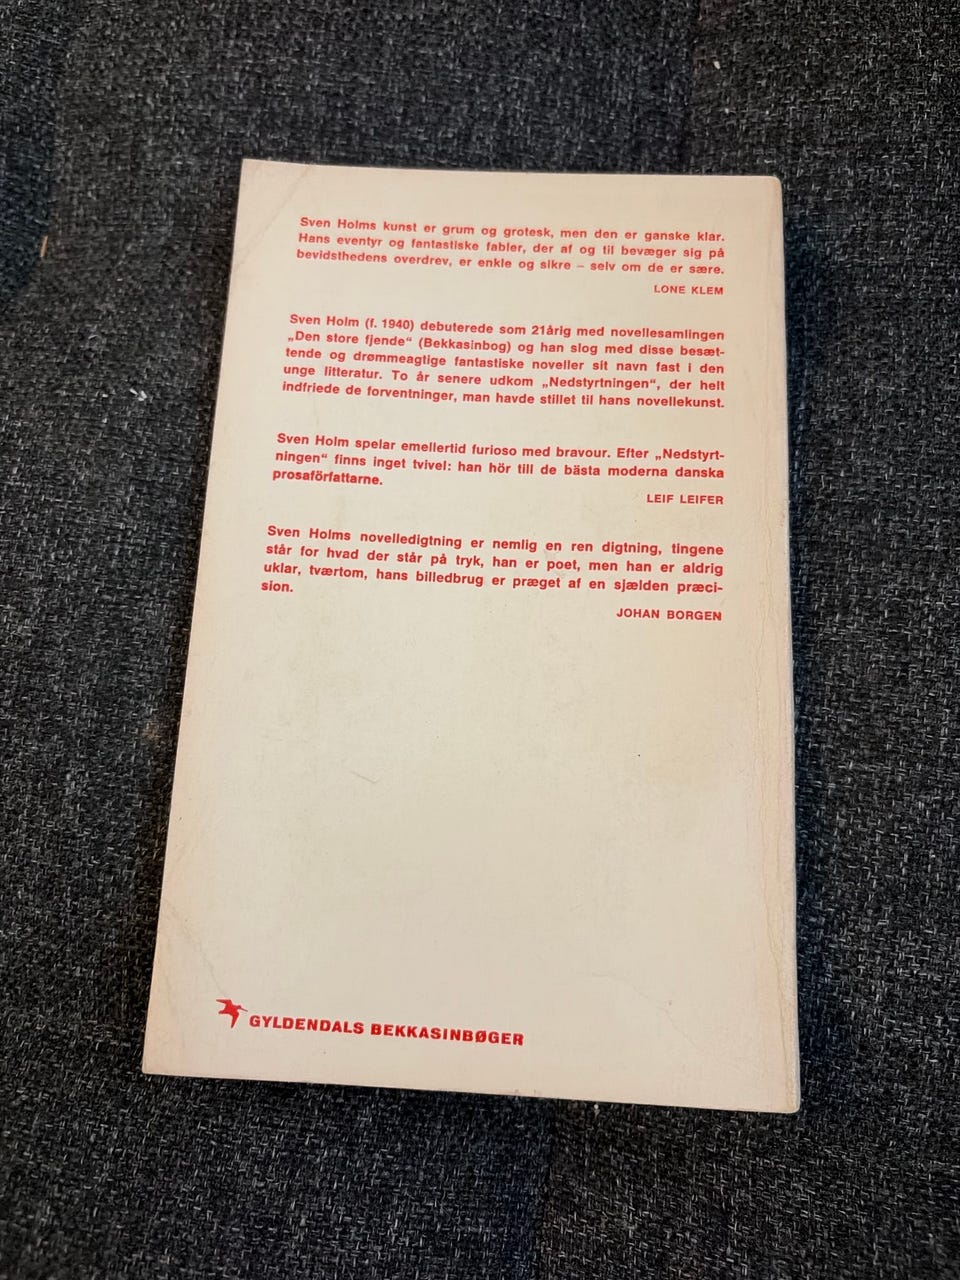 Sven Holms kunst er grum og grotesk, men den er ganske klar.
Hans eventyr og fantastiske fabler, der af og til bevæger sig på
bevidsthedens overdrev, er enkle og sikre – selv om de er sære.
LONE KLEM
Sven Holm (f. 1940) debuterede som 21årig med novellesamlingen
„Den store fjende“ (Bekkasinbog) og han slog med disse besæt-
tende og drømmeagtige fantastiske noveller sit navn fast i den
unge litteratur. To år senere udkom „Nedstyrtningen“, der helt
indfriede de forventninger, man havde stillet til hans novellekunst.
Sven Holm spelar emellertid furioso med bravour. Efter „Nedstyrt-
ningen“ finns inget tvivel: han hör till de bästa moderna danska
prosaförfattarne.
LEIF LEIFER
Sven Holms novelledigtning er nemlig en ren digtning, tingene
står for hvad der står på tryk, han er poet, men han er aldrig
uklar, tværtom, hans billedbrug er præget af en sjælden præci-
sion.
JOHAN BORGEN
GYLDENDALS BEKKASINBØGER